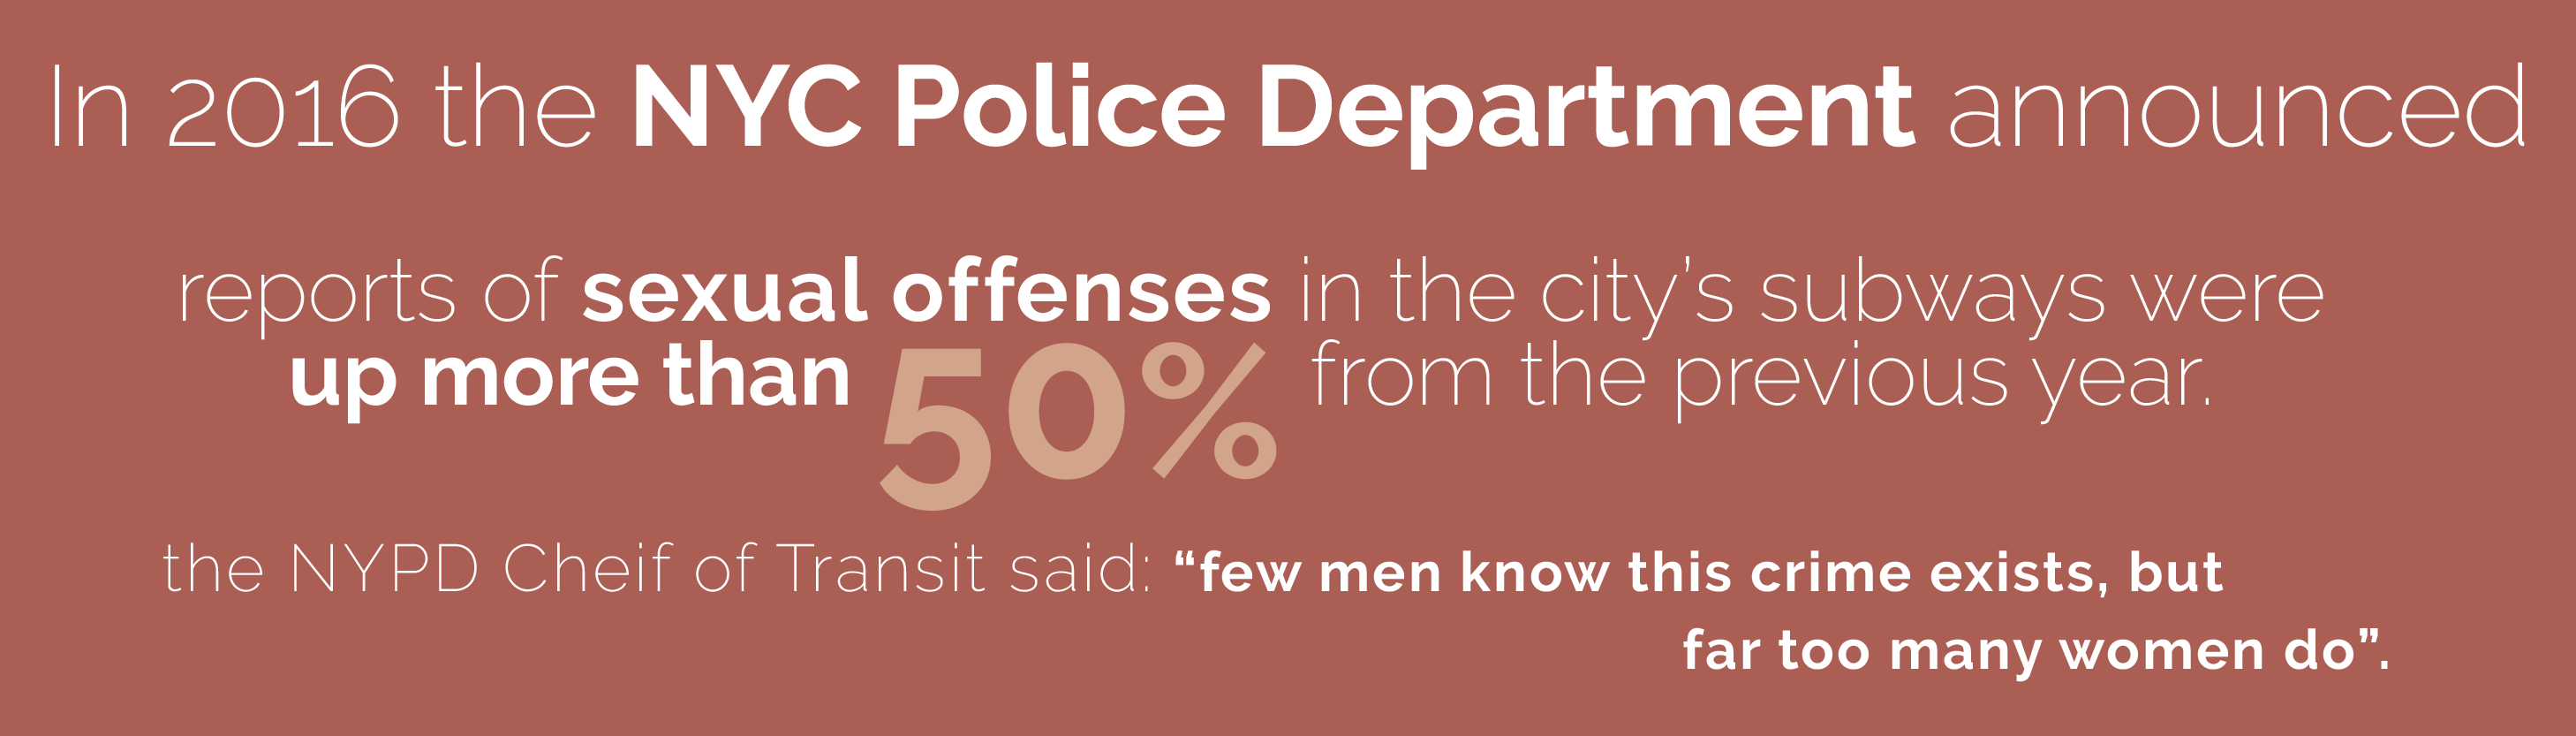 In 2016 the NYC Police Department announced
reports of sexual offenses in the city’s subways were
up more than 50% from the previous year.
the NYPD Cheif of Transit said: “few men know this crime exists, but
far too many women do”.